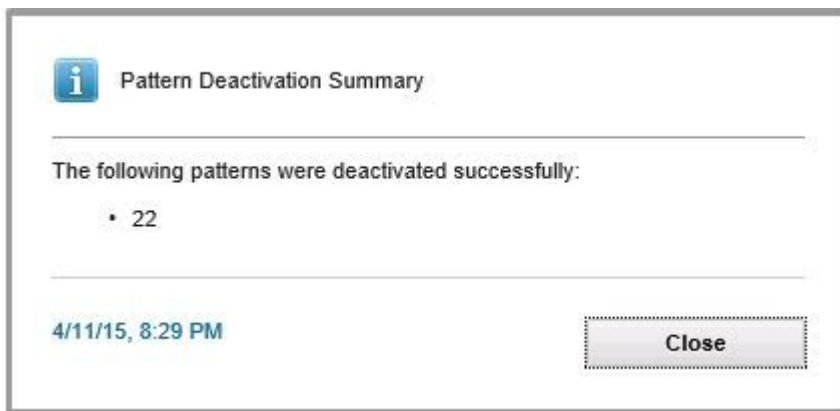 Pattern Deactivation Summary
The following patterns were deactivated successfully:
• 22
4/11/15, 8:29 PM
Close